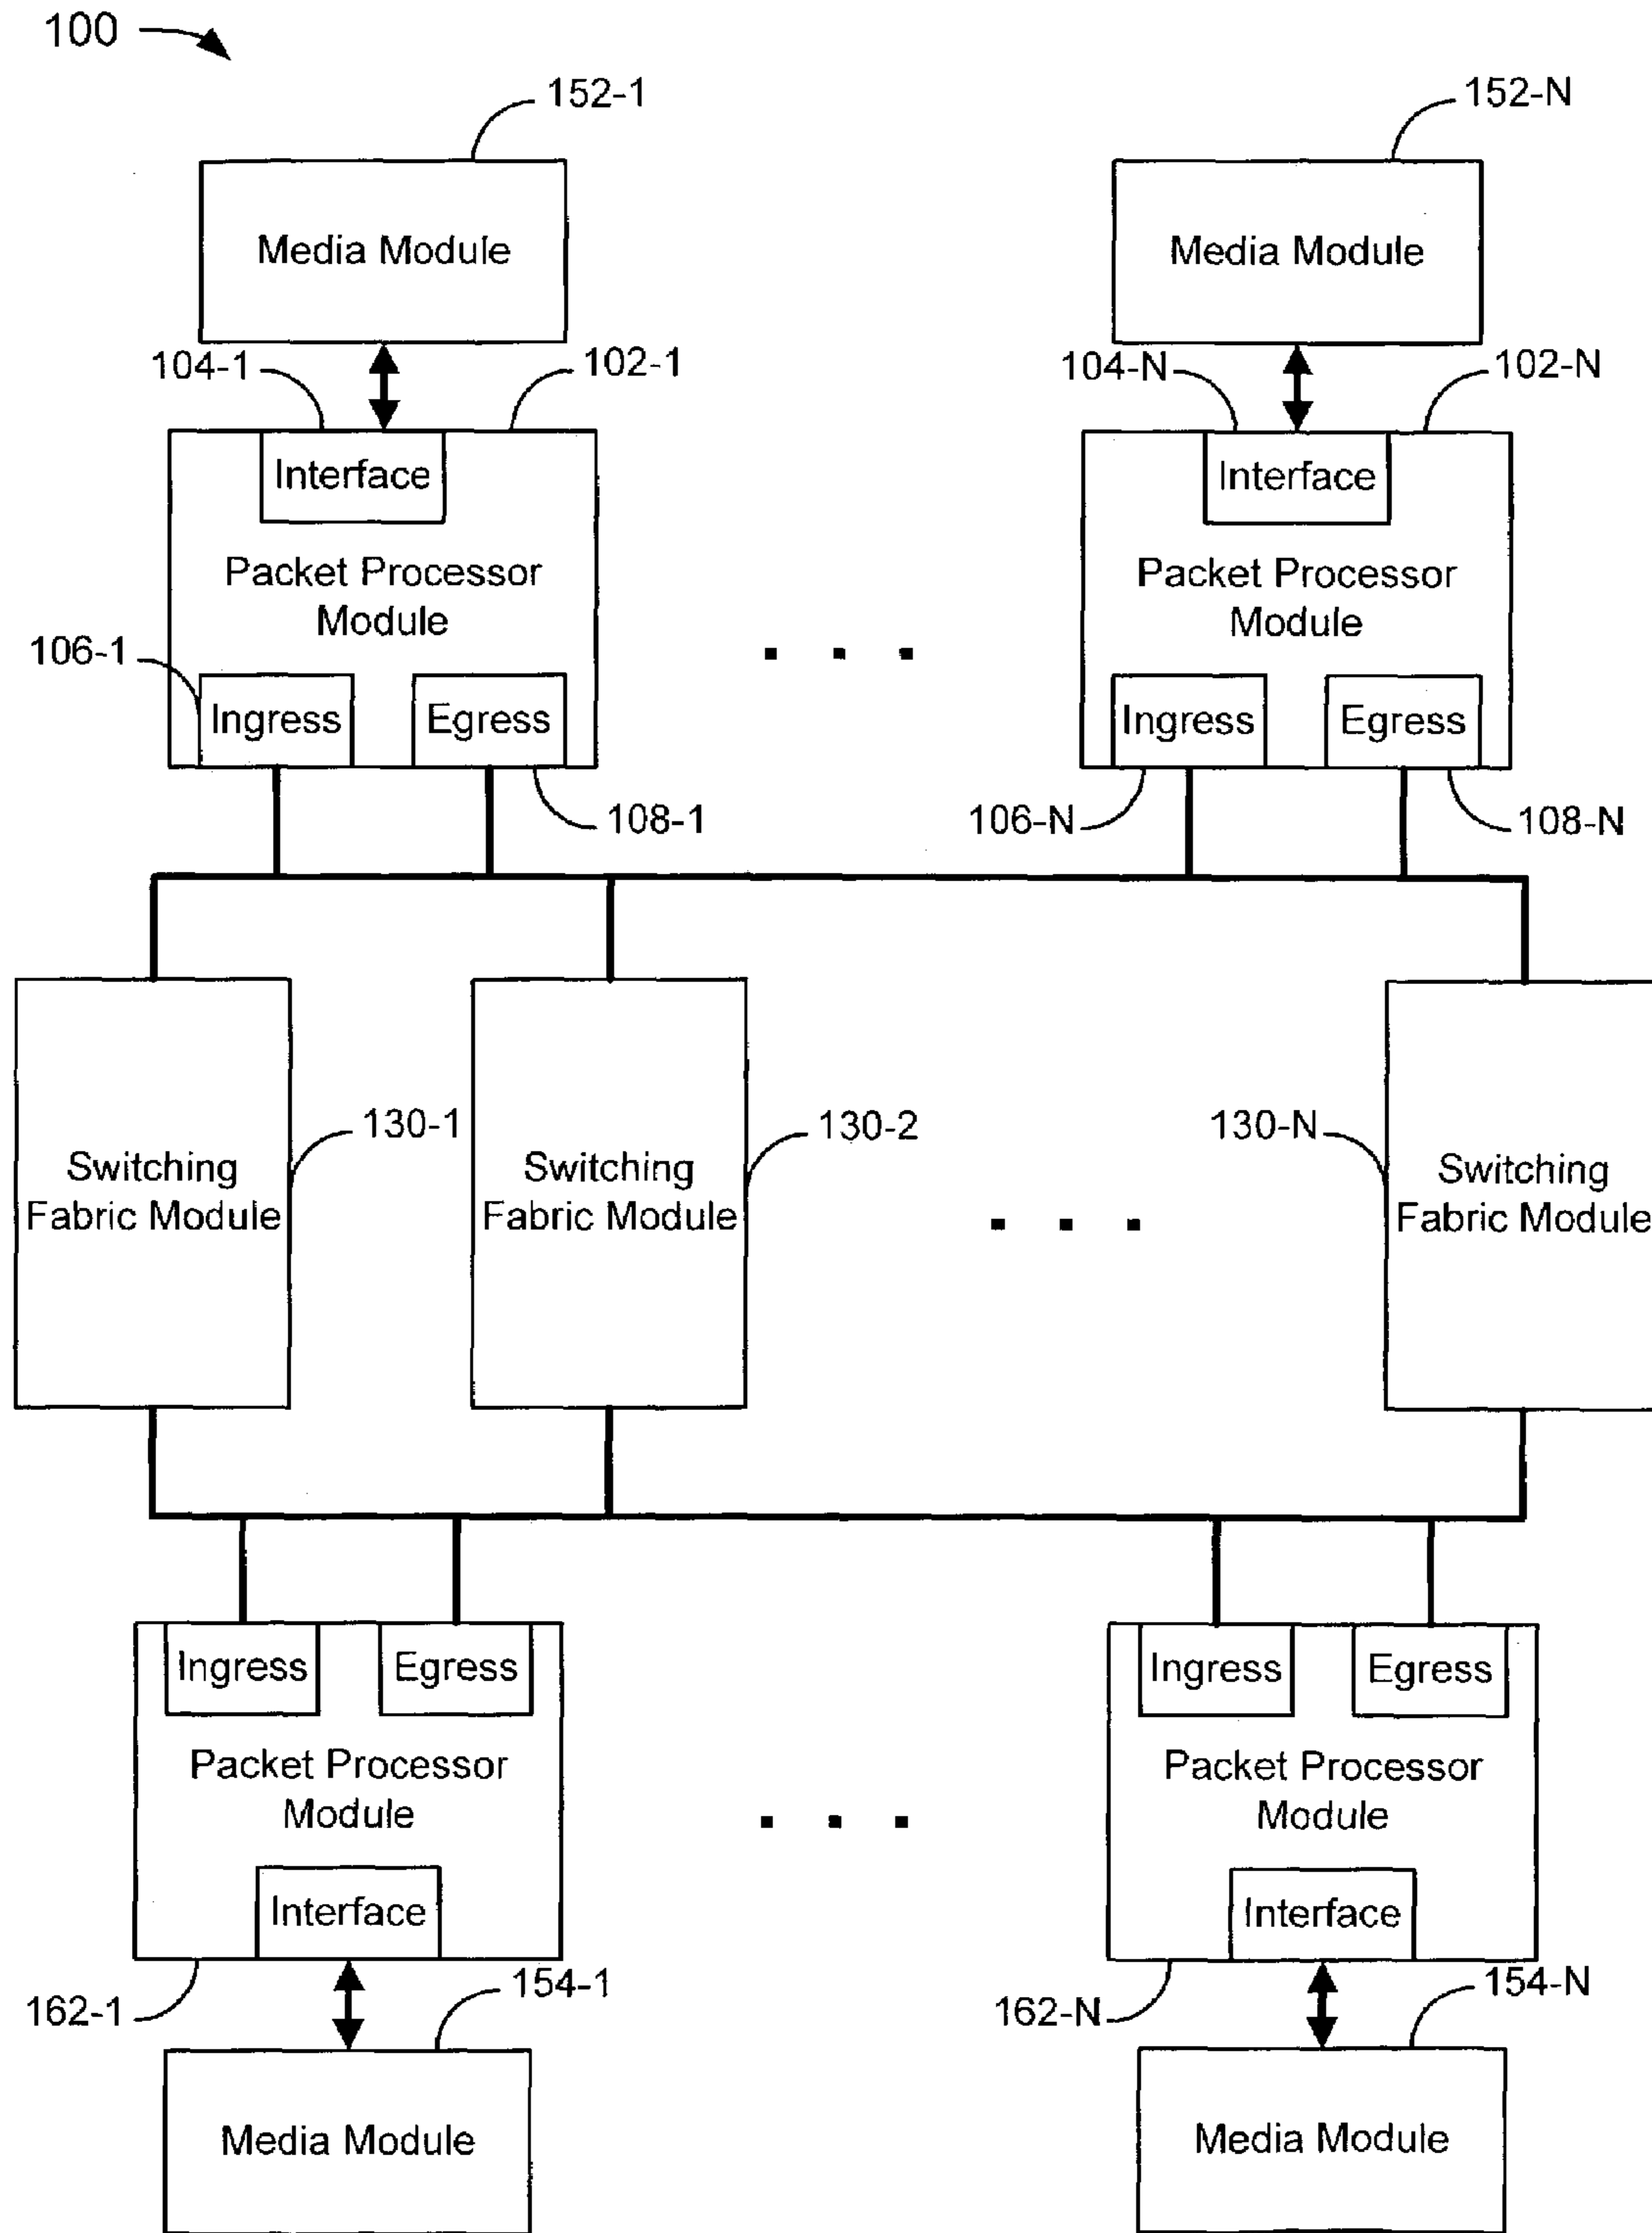 100
152-1
152-N
Media Module
Media Module
104-1
102-1
104-N
102-N
Interface
Interface
Packet Processor
Module
Packet Processor
Module
106-1
Ingress
Egress
Ingress
Egress
108-1
106-N
108-N
130-1
130-2
130-N
Switching
Fabric Module
Switching
Fabric Module
Switching
Fabric Module
Ingress
Egress
Ingress
Egress
Packet Processor
Module
Packet Processor
Module
Interface
Interface
162-1
154-1
162-N
154-N
Media Module
Media Module